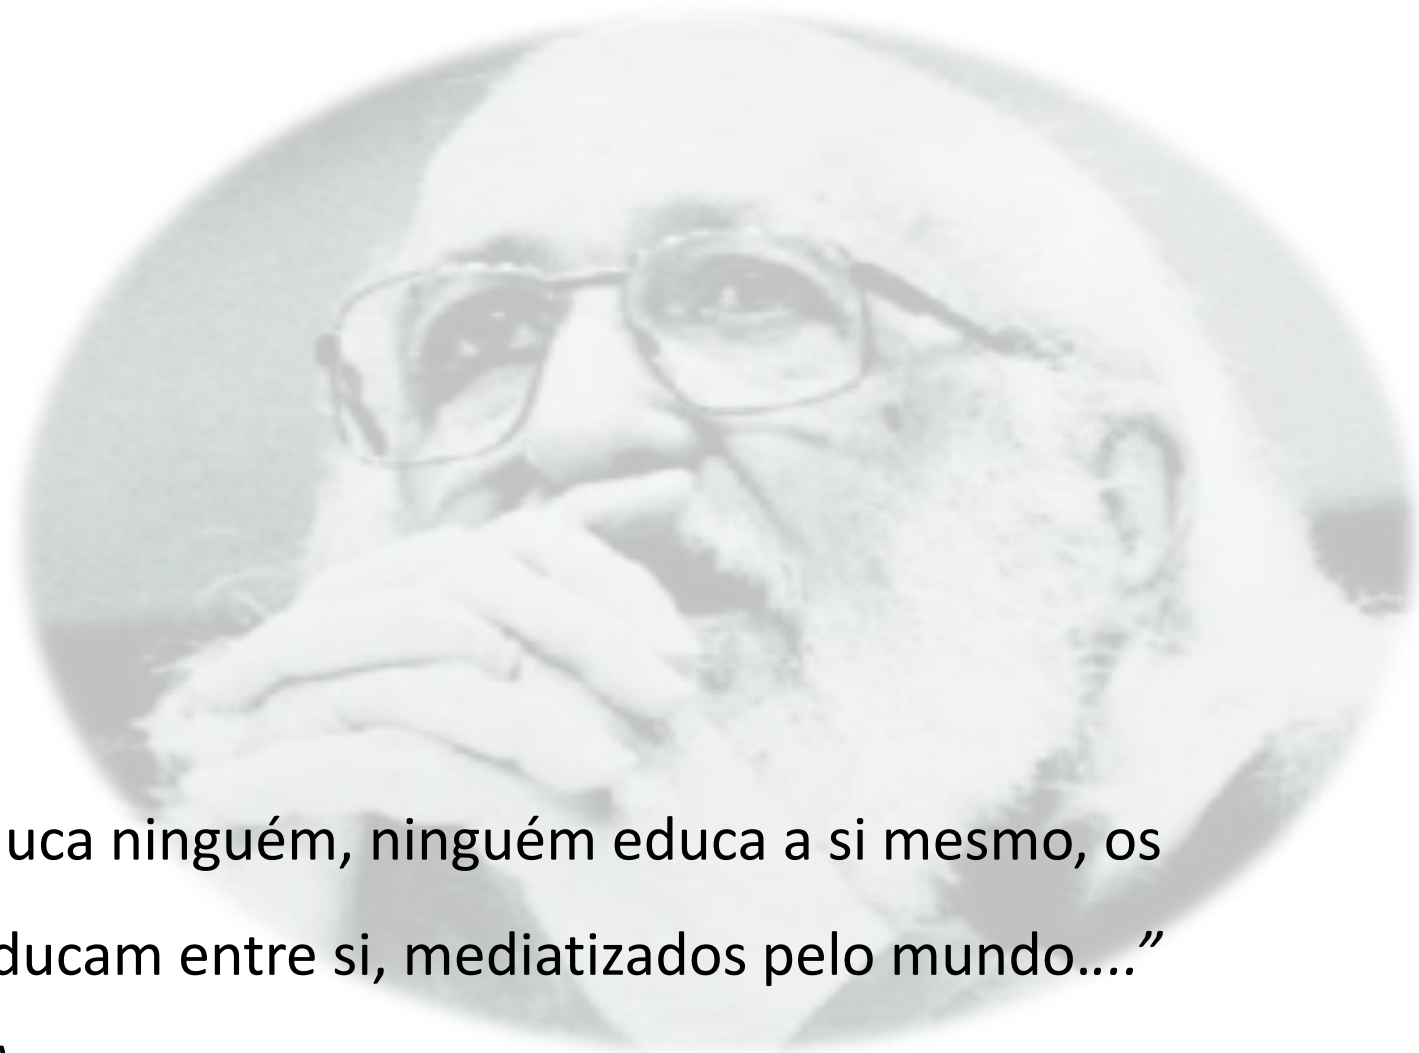 uca ninguém, ninguém educa a si mesmo, os
ducam entre si, mediatizados pelo mundo....”